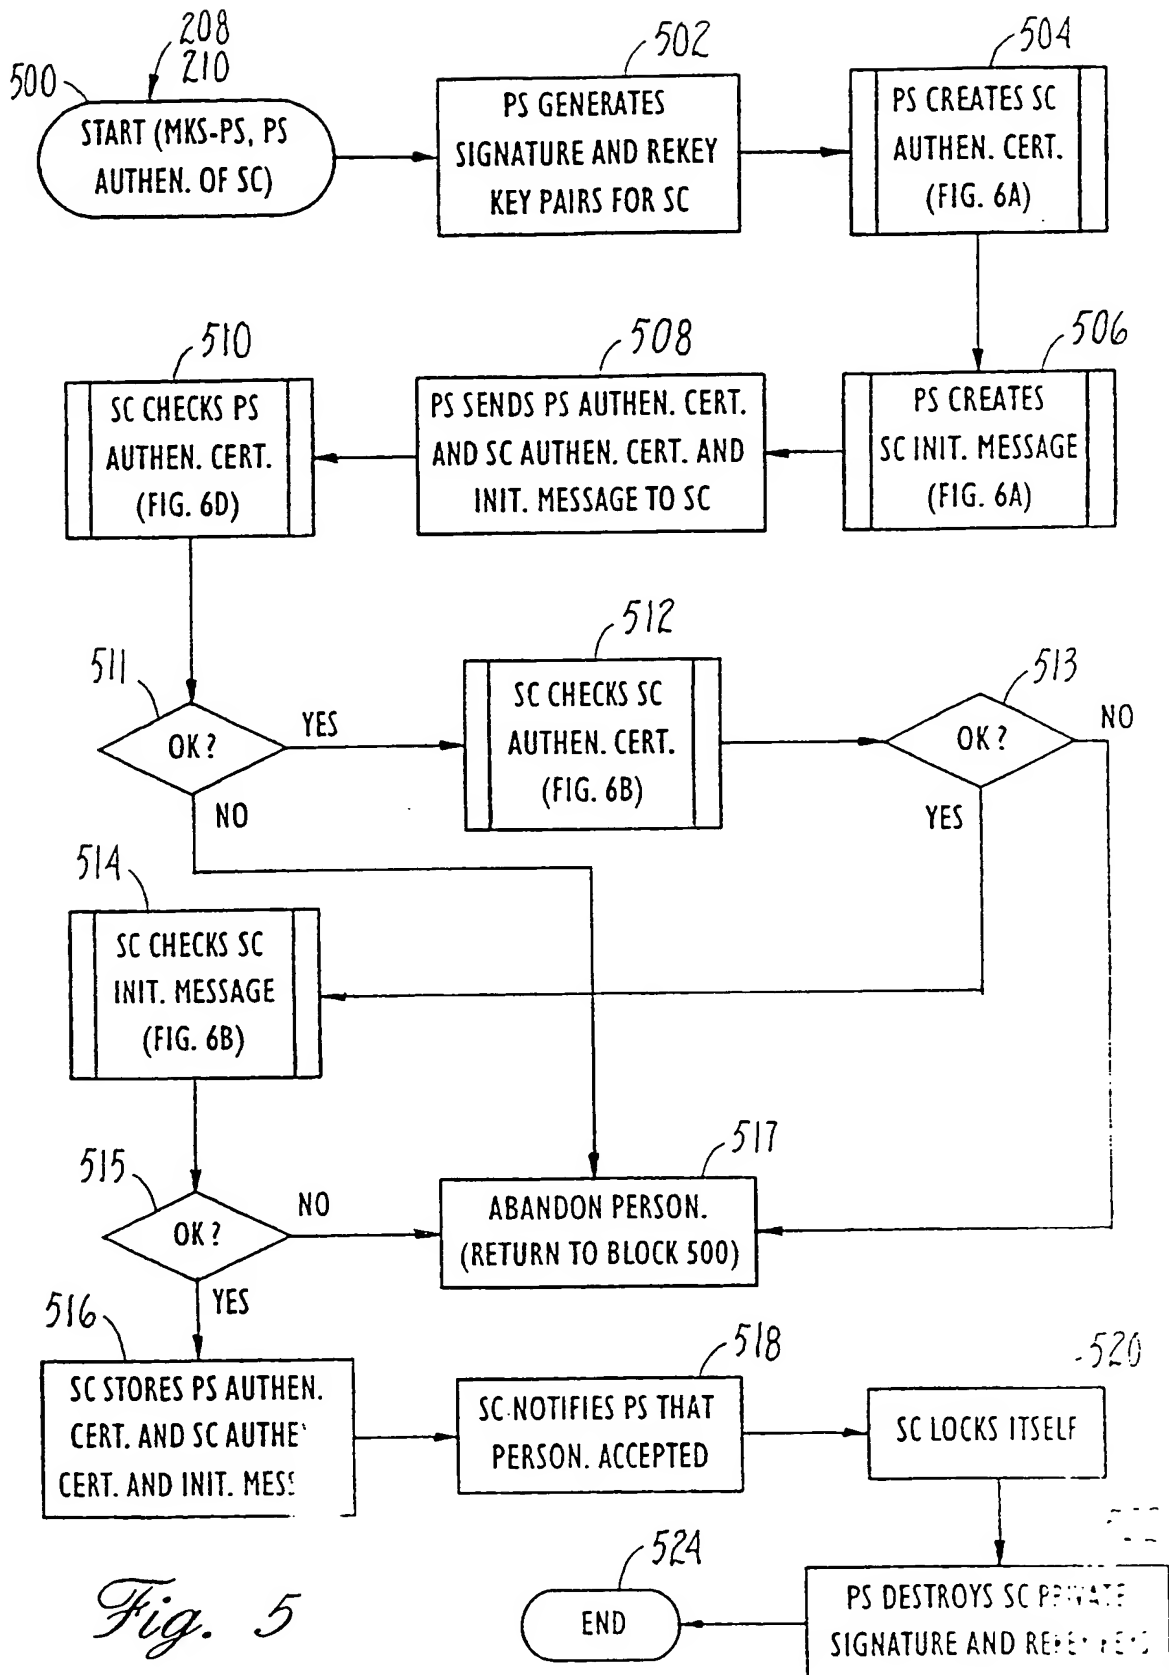 208
210
500
START (MKS-PS, PS
AUTHEN. OF SC)
502
PS GENERATES
SIGNATURE AND REKEY
KEY PAIRS FOR SC
504
PS CREATES SC
AUTHEN. CERT.
(FIG. 6A)
510
SC CHECKS PS
AUTHEN. CERT.
(FIG. 6D)
508
PS SENDS PS AUTHEN. CERT.
AND SC AUTHEN. CERT. AND
INIT. MESSAGE TO SC
506
PS CREATES
SC INIT. MESSAGE
(FIG. 6A)
511
OK?
YES
NO
512
SC CHECKS SC
AUTHEN. CERT.
(FIG. 6B)
513
OK?
NO
YES
514
SC CHECKS SC
INIT. MESSAGE
(FIG. 6B)
515
OK?
NO
YES
517
ABANDON PERSON.
(RETURN TO BLOCK 500)
516
SC STORES PS AUTHEN.
CERT. AND SC
CERT. AND INIT.
518
SC NOTIFIES PS THAT
PERSON. ACCEPTED
520
SC LOCKS ITSELF
PS DESTROYS SC PRIVATE
SIGNATURE AND
524
END
Fig. 5